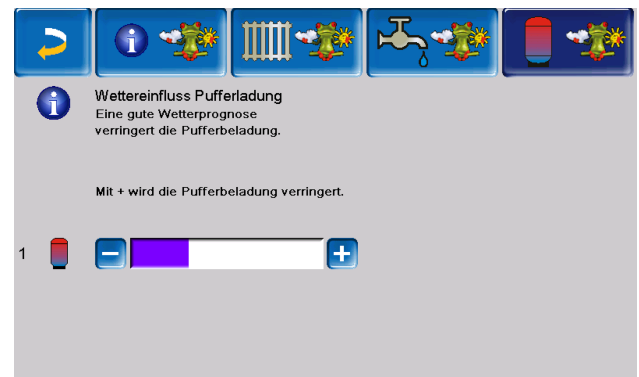 Wettereinfluss Pufferladung
Eine gute Wetterprognose
verringert die Pufferbeladung.
Mit + wird die Pufferbeladung verringert.
1